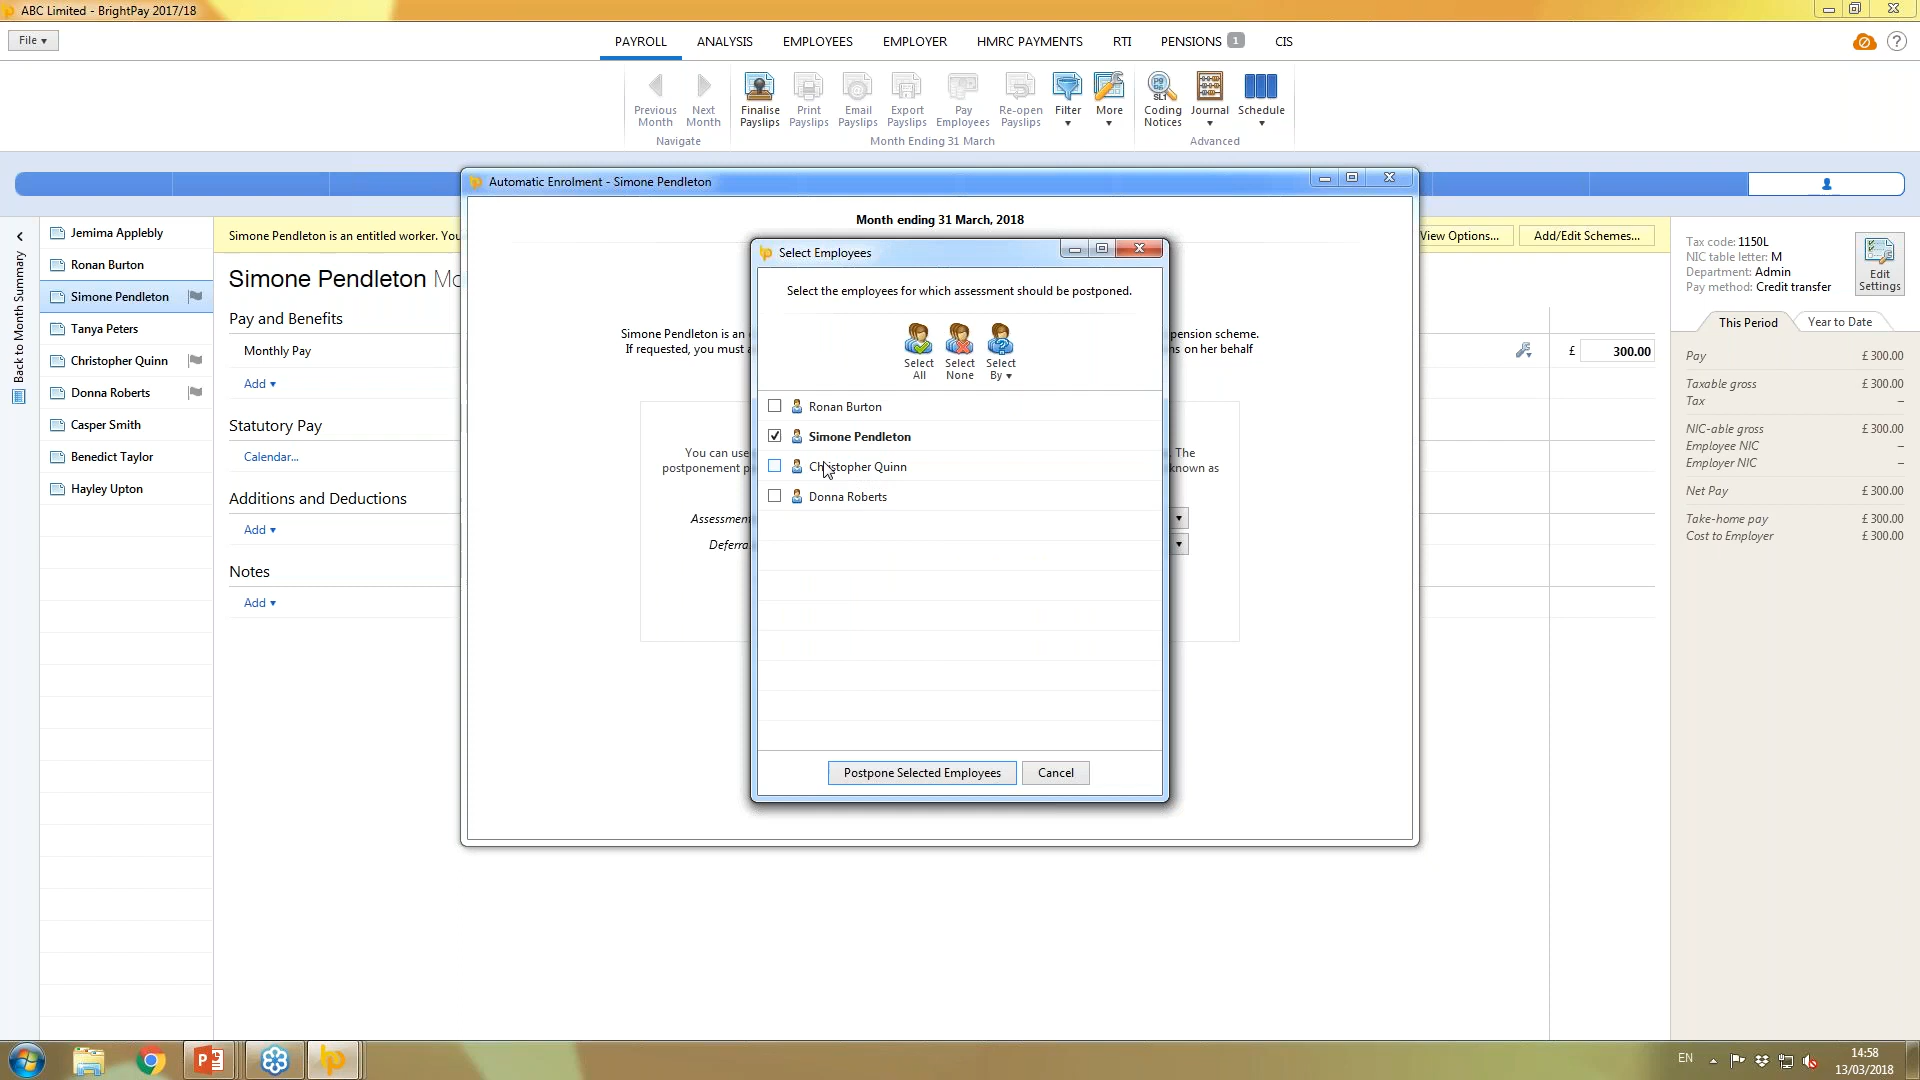 ABC Limited - BrightPay 2017/18
File
PAYROLL
ANALYSIS
EMPLOYEES
EMPLOYER
HMRC PAYMENTS
RTI
PENSIONS 1
CIS
Previous Month
Next Month
Finalise Payslips
Print Payslips
Email Payslips
Export Payslips
Pay Employees
Re-open Payslips
Filter
More
Coding Notices
Journal
Schedule
Navigate
Month Ending 31 March
Advanced
Back to Month Summary
Jemima Applebly
Ronan Burton
Simone Pendleton
Tanya Peters
Christopher Quinn
Donna Roberts
Casper Smith
Benedict Taylor
Hayley Upton
Simone Pendleton is an entitled worker. You
View Options...
Add/Edit Schemes...
Simone Pendleton Mo
Pay and Benefits
Monthly Pay
£ 300.00
Add
Statutory Pay
Calendar...
Additions and Deductions
Add
Notes
Add
Automatic Enrolment - Simone Pendleton
Month ending 31 March, 2018
Simone Pendleton is an
pension scheme.
If requested, you must a
ns on her behalf
You can use
The
postponement p
known as
Assessment
Deferra
Select Employees
Select the employees for which assessment should be postponed.
Select All
Select None
Select By
Ronan Burton
Simone Pendleton
Christopher Quinn
Donna Roberts
Postpone Selected Employees
Cancel
Tax code: 1150L
NIC table letter: M
Department: Admin
Pay method: Credit transfer
Edit Settings
This Period
Year to Date
Pay £ 300.00
Taxable gross £ 300.00
Tax –
NIC-able gross £ 300.00
Employee NIC –
Employer NIC –
Net Pay £ 300.00
Take-home pay £ 300.00
Cost to Employer £ 300.00
EN
14:58
13/03/2018